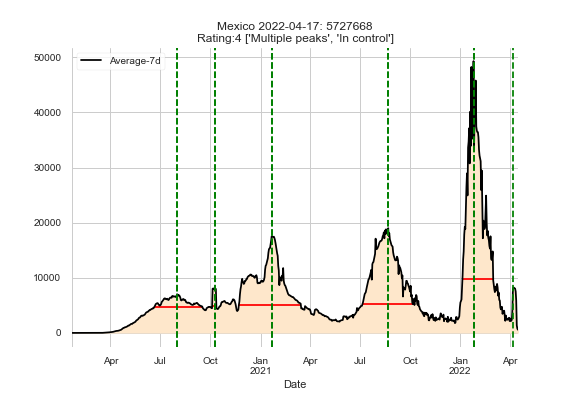 Mexico 2022-04-17: 5727668
Rating:4 ['Multiple peaks', 'In control']
Average-7d
50000
40000
30000
20000
10000
0
Apr Jul Oct Jan Apr Jul Oct Jan Apr
2021 2022
Date